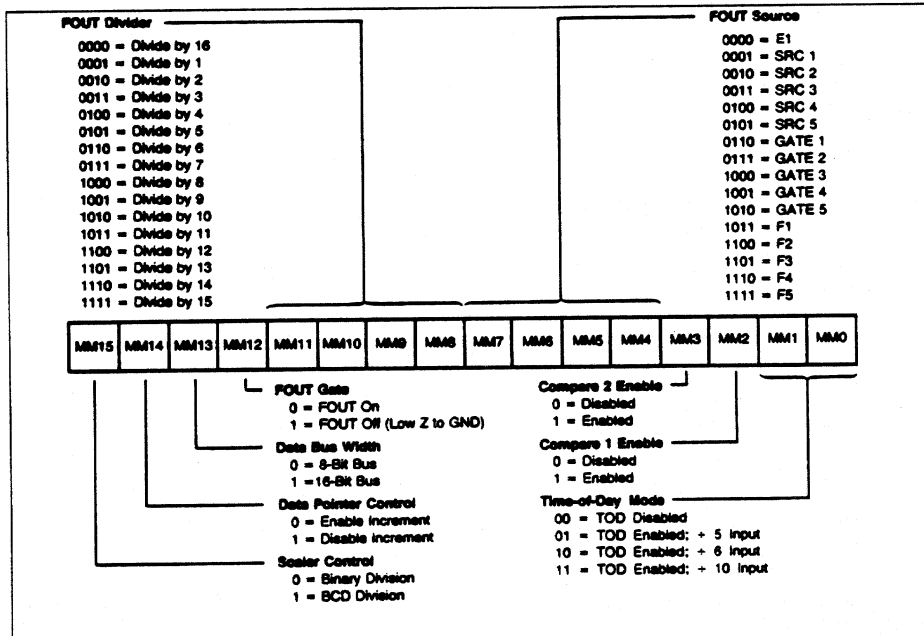 FOUT Divider
0000 = Divide by 16
0001 = Divide by 1
0010 = Divide by 2
0011 = Divide by 3
0100 = Divide by 4
0101 = Divide by 5
0110 = Divide by 6
0111 = Divide by 7
1000 = Divide by 8
1001 = Divide by 9
1010 = Divide by 10
1011 = Divide by 11
1100 = Divide by 12
1101 = Divide by 13
1110 = Divide by 14
1111 = Divide by 15
FOUT Source
0000 = E1
0001 = SRC 1
0010 = SRC 2
0011 = SRC 3
0100 = SRC 4
0101 = SRC 5
0110 = GATE 1
0111 = GATE 2
1000 = GATE 3
1001 = GATE 4
1010 = GATE 5
1011 = F1
1100 = F2
1101 = F3
1110 = F4
1111 = F5
MM15 MM14 MM13 MM12 MM11 MM10 MM9 MM8 MM7 MM6 MM5 MM4 MM3 MM2 MM1 MM0
FOUT Gate
0 = FOUT On
1 = FOUT Off (Low Z to GND)
Data Bus Width
0 = 8-Bit Bus
1 =16-Bit Bus
Data Pointer Control
0 = Enable Increment
1 = Disable Increment
Scaler Control
0 = Binary Division
1 = BCD Division
Compare 2 Enable
0 = Disabled
1 = Enabled
Compare 1 Enable
0 = Disabled
1 = Enabled
Time-of-Day Mode
00 = TOD Disabled
01 = TOD Enabled; ÷ 5 Input
10 = TOD Enabled; ÷ 6 Input
11 = TOD Enabled; ÷ 10 Input